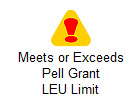 Meets or Exceeds
Pell Grant
LEU Limit